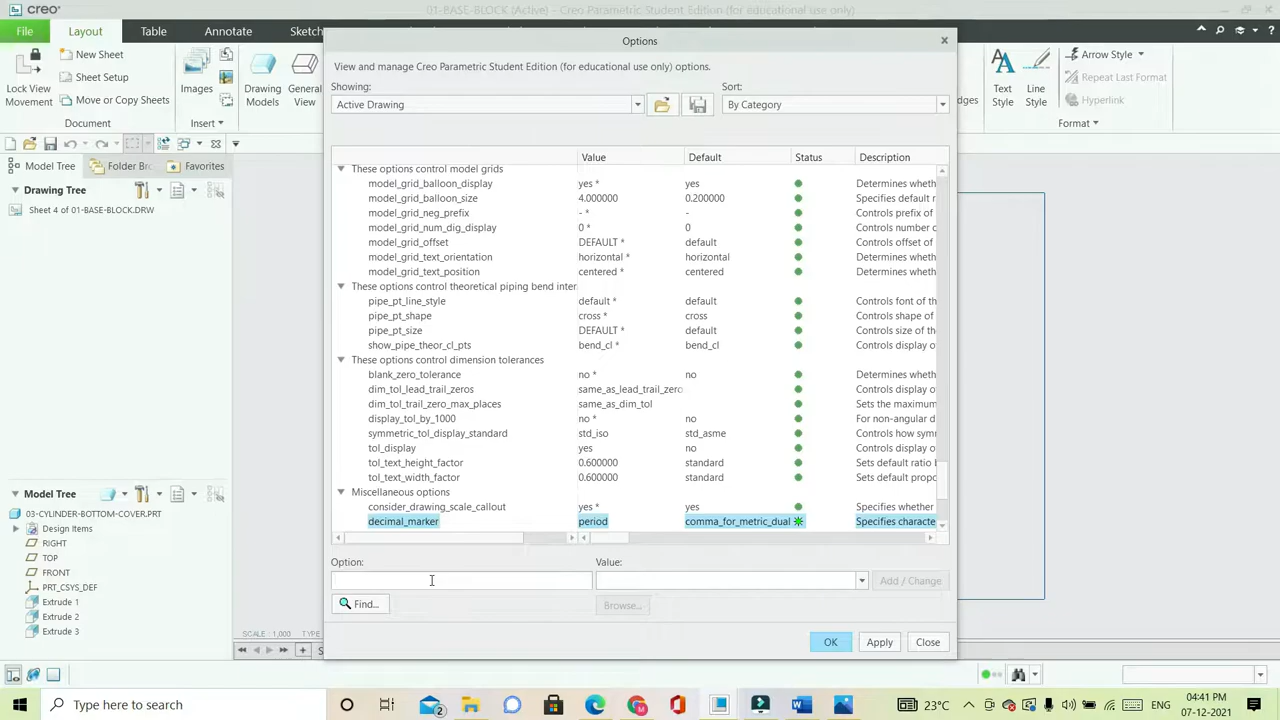 creo
01-BASE-BLOCK (Active) - Creo Parametric Student Edition (for educational use only)
File Layout Table Annotate Sketch
Options
Lock View Movement
New Sheet
Sheet Setup
Move or Copy Sheets
Document
Images
Insert
Drawing Models
General View
Text Style
Line Style
Arrow Style
Repeat Last Format
Hyperlink
Format
View and manage Creo Parametric Student Edition (for educational use only) options.
Showing:
Sort:
Active Drawing
By Category
Model Tree Folder Br Favorites
Drawing Tree
Sheet 4 of 01-BASE-BLOCK.DRW
Value Default Status Description
These options control model grids
model_grid_balloon_display yes * yes Determines wheth
model_grid_balloon_size 4.000000 0.200000 Specifies default r
model_grid_neg_prefix - * - Controls prefix of
model_grid_num_dig_display 0 * 0 Controls number c
model_grid_offset DEFAULT * default Controls offset of
model_grid_text_orientation horizontal * horizontal Determines wheth
model_grid_text_position centered * centered Determines wheth
These options control theoretical piping bend inter
pipe_pt_line_style default * default Controls font of th
pipe_pt_shape cross * cross Controls shape of
pipe_pt_size DEFAULT * default Controls size of th
show_pipe_theor_cl_pts bend_cl * bend_cl Controls display o
These options control dimension tolerances
blank_zero_tolerance no * no Determines wheth
dim_tol_lead_trail_zeros same_as_lead_trail_zero Controls display o
dim_tol_trail_zero_max_places same_as_dim_tol Sets the maximum
display_tol_by_1000 no * no For non-angular d
symmetric_tol_display_standard std_iso std_asme Controls how sym
tol_display yes no Controls display o
tol_text_height_factor 0.600000 standard Sets default ratio b
tol_text_width_factor 0.600000 standard Sets default propo
Miscellaneous options
consider_drawing_scale_callout yes * yes Specifies whether
decimal_marker period comma_for_metric_dual Specifies characte
Model Tree
03-CYLINDER-BOTTOM-COVER.PRT
Design Items
RIGHT
TOP
FRONT
PRT_CSYS_DEF
Extrude 1
Extrude 2
Extrude 3
Option:
Value:
Add / Change
Find...
Browse...
SCALE : 1,000 TYPE
OK Apply Close
Type here to search
2
23°C
04:41 PM
07-12-2021